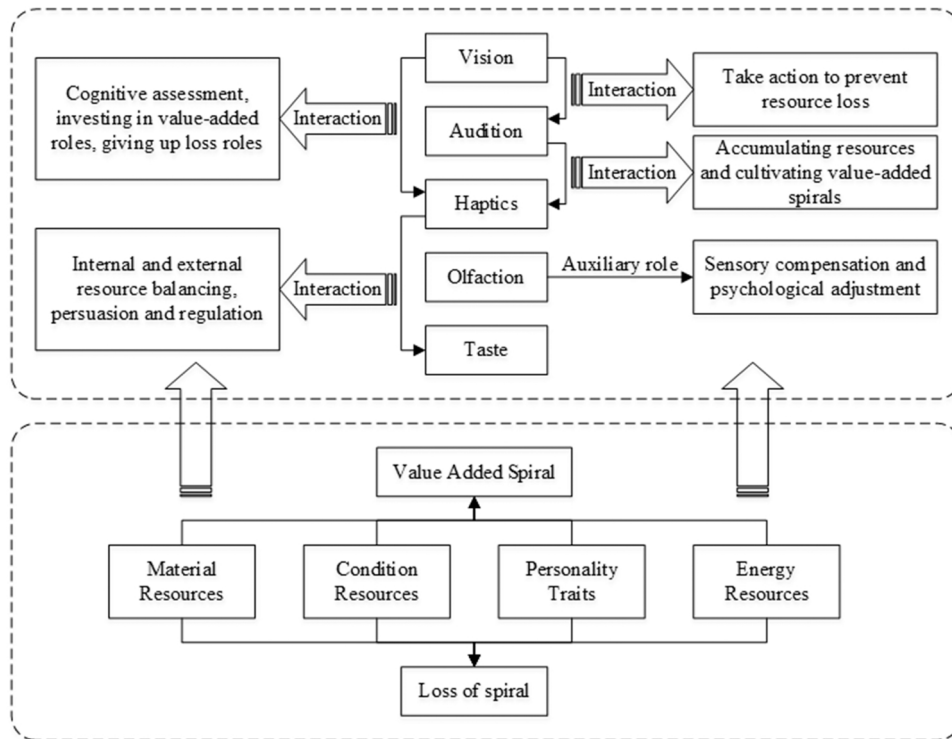 Cognitive assessment,
investing in value-added
roles, giving up loss roles
Interaction
Vision
Audition
Haptics
Interaction
Take action to prevent
resource loss
Interaction
Accumulating resources
and cultivating value-added
spirals
Internal and external
resource balancing,
persuasion and regulation
Interaction
Olfaction
Auxiliary role
Sensory compensation and
psychological adjustment
Taste
Value Added Spiral
Material
Resources
Condition
Resources
Personality
Traits
Energy
Resources
Loss of spiral